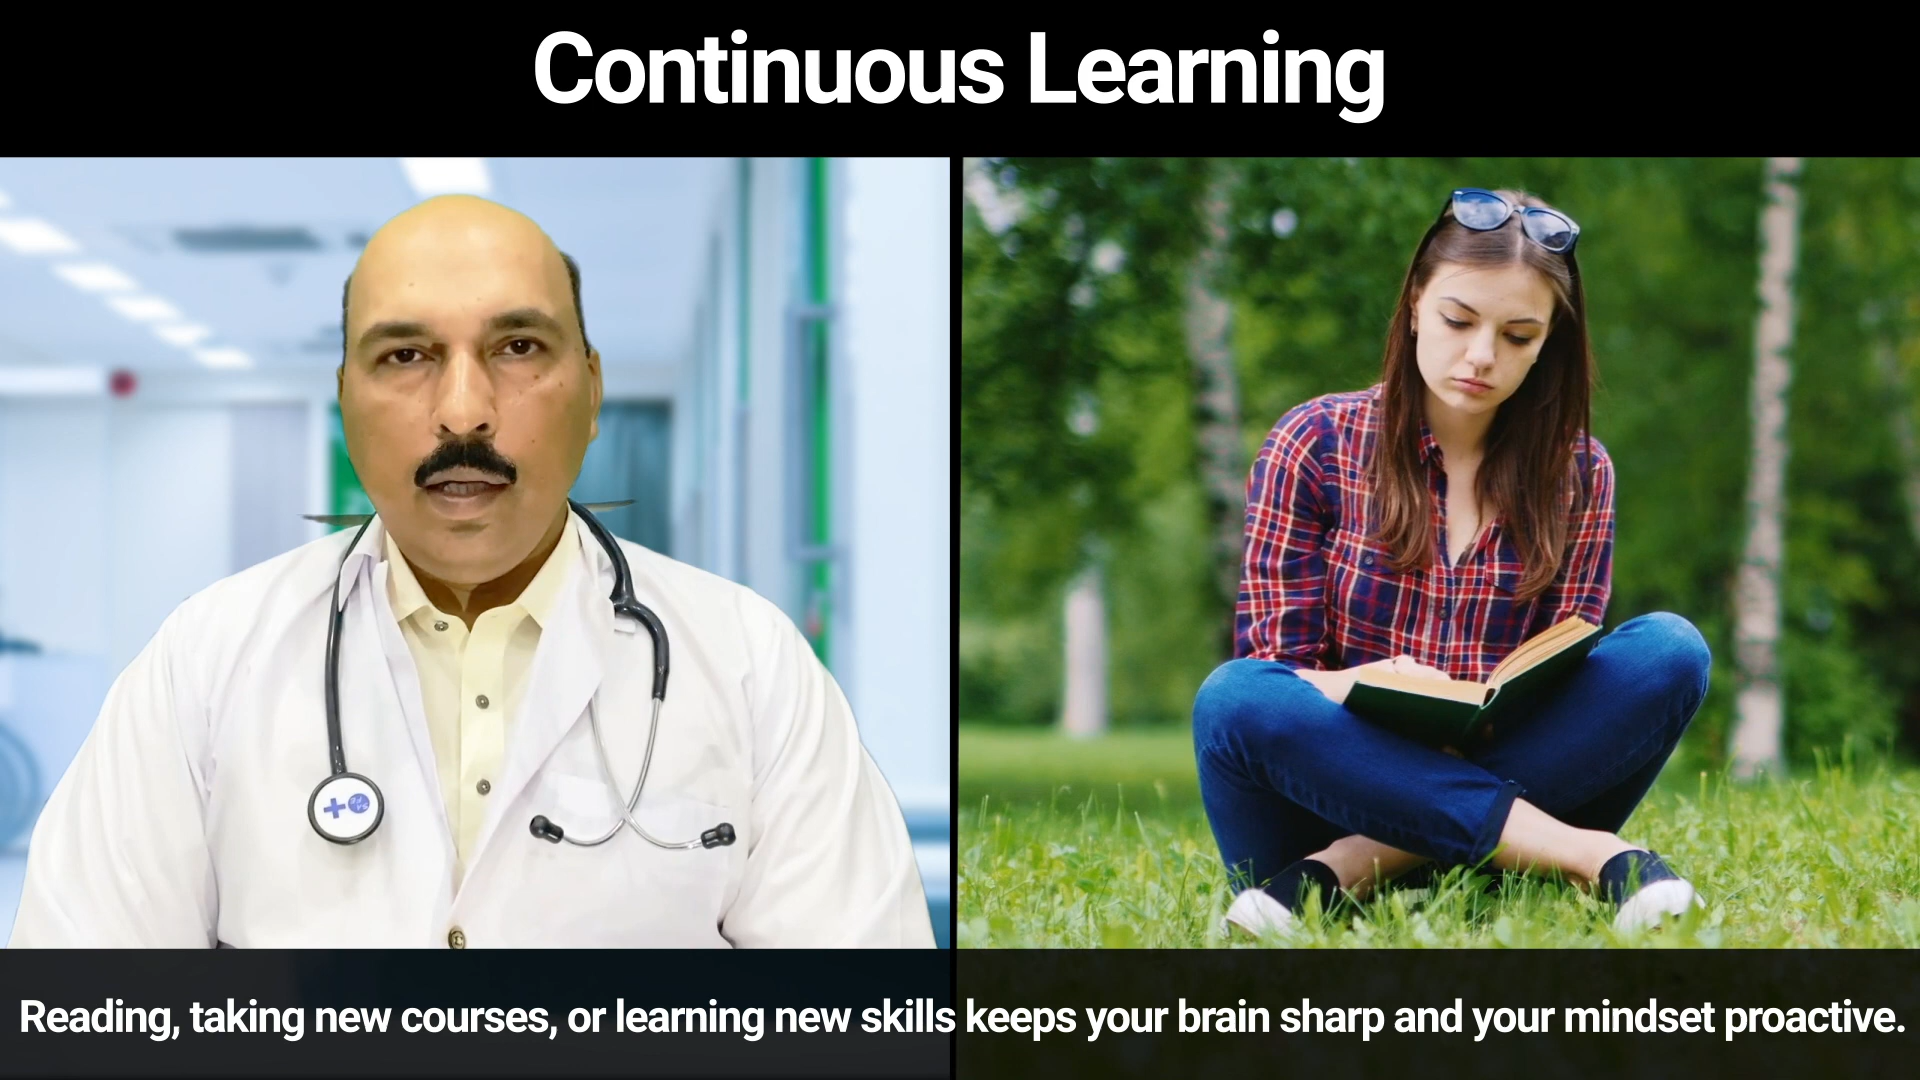 Continuous Learning
Reading, taking new courses, or learning new skills keeps your brain sharp and your mindset proactive.